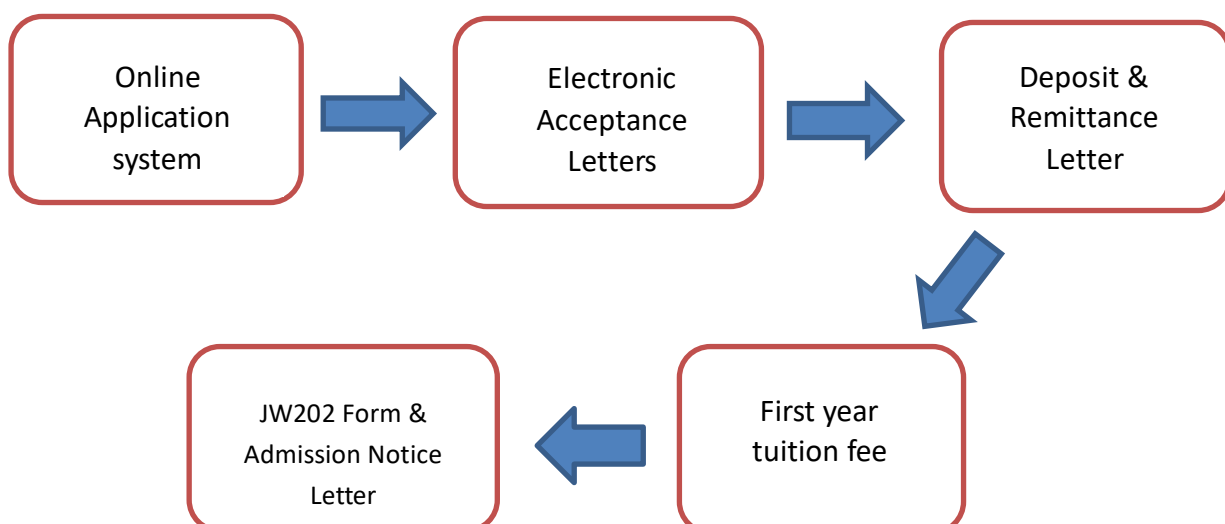 Online
Application
system
Electronic
Acceptance
Letters
Deposit &
Remittance
Letter
First year
tuition fee
JW202 Form &
Admission Notice
Letter